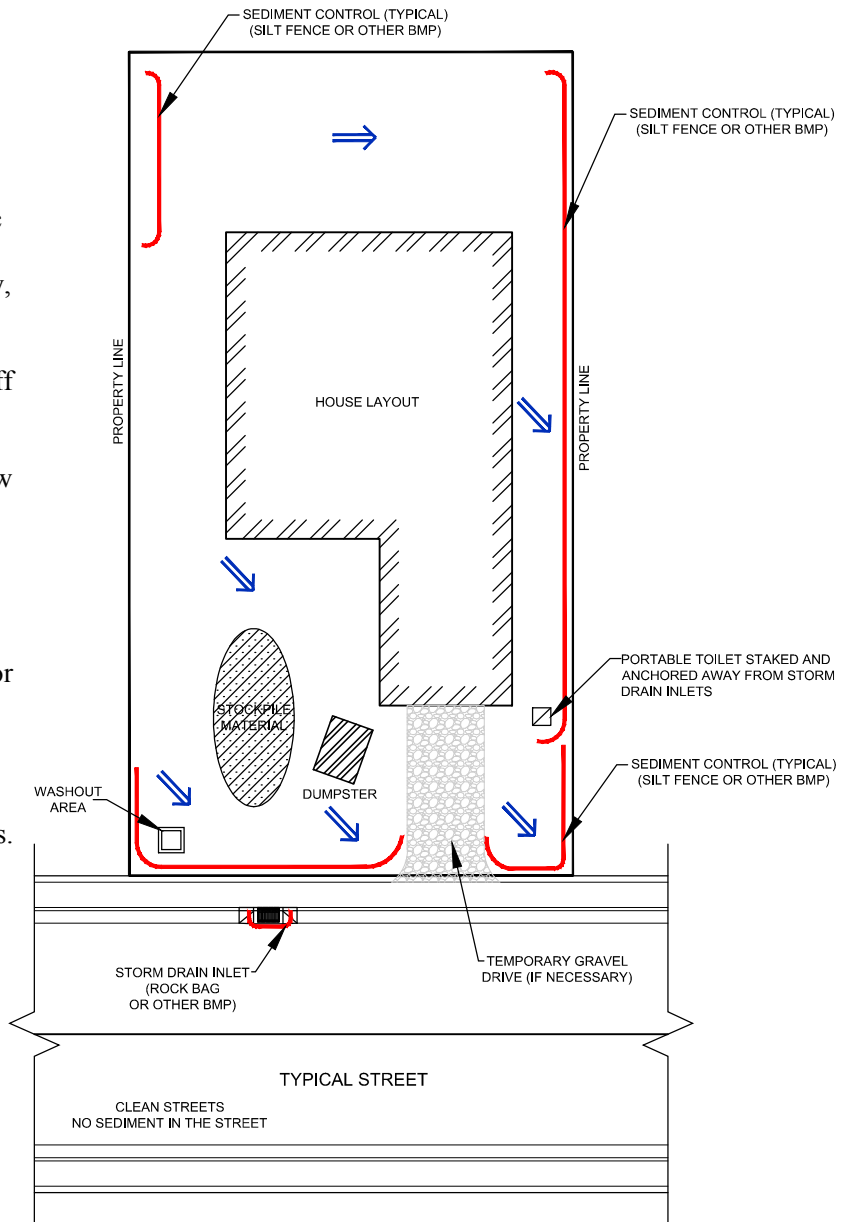 SEDIMENT CONTROL (TYPICAL)
(SILT FENCE OR OTHER BMP)
SEDIMENT CONTROL (TYPICAL)
(SILT FENCE OR OTHER BMP)
PROPERTY LINE
HOUSE LAYOUT
PROPERTY LINE
PORTABLE TOILET STAKED AND
ANCHORED AWAY FROM STORM
DRAIN INLETS
STOCKPILE
MATERIAL
DUMPSTER
WASHOUT
AREA
SEDIMENT CONTROL (TYPICAL)
(SILT FENCE OR OTHER BMP)
STORM DRAIN INLET
(ROCK BAG
OR OTHER BMP)
TEMPORARY GRAVEL
DRIVE (IF NECESSARY)
TYPICAL STREET
CLEAN STREETS
NO SEDIMENT IN THE STREET